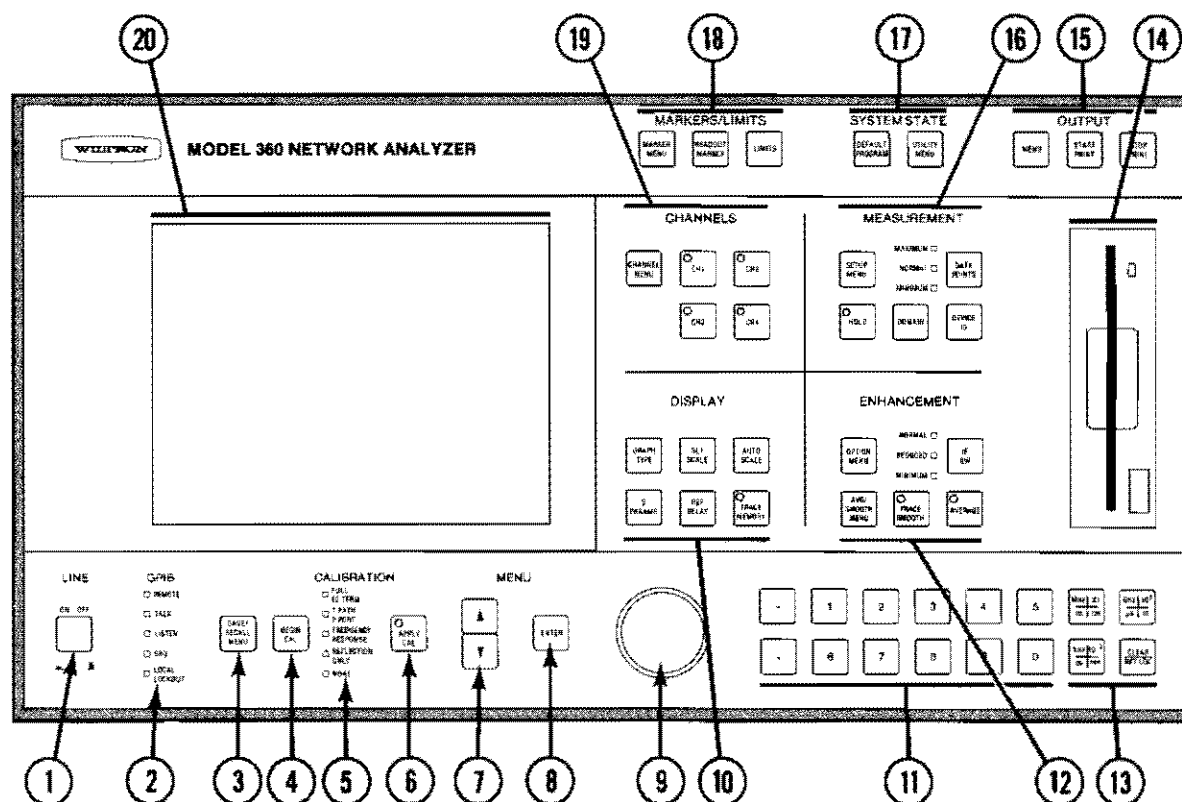 20
19
18
17
16
15
14
WILTRON
MODEL 360 NETWORK ANALYZER
MARKERS/LIMITS
MARKER MENU
READOUT MARKER
LIMITS
SYSTEM STATE
DEFAULT PROGRAM
UTILITY MENU
OUTPUT
MENU
START PRINT
STOP PRINT
CHANNELS
CHANNEL MENU
CH1
CH2
CH3
CH4
MEASUREMENT
SETUP MENU
MAXIMUM
NORMAL
MINIMUM
DATA POINTS
HOLD
DOMAIN
DEVICE ID
DISPLAY
GRAPH TYPE
SET SCALE
AUTO SCALE
S PARAMS
REF DELAY
TRACE MEMORY
ENHANCEMENT
OPTION MENU
NORMAL
REDUCED
MINIMUM
IF BW
AVG/ SMOOTH MENU
TRACE SMOOTH
AVERAGE
LINE
ON OFF
GPIB
REMOTE
TALK
LISTEN
SRQ
LOCAL LOCKOUT
SAVE/ RECALL MENU
BEGIN CAL
CALIBRATION
FULL 12 TERM
1 PATH 2 PORT
FREQUENCY RESPONSE
REFLECTION ONLY
NONE
APPLY CAL
MENU
ENTER
-
1
2
3
4
5
.
6
7
8
9
0
CLEAR
1
2
3
4
5
6
7
8
9
10
11
12
13